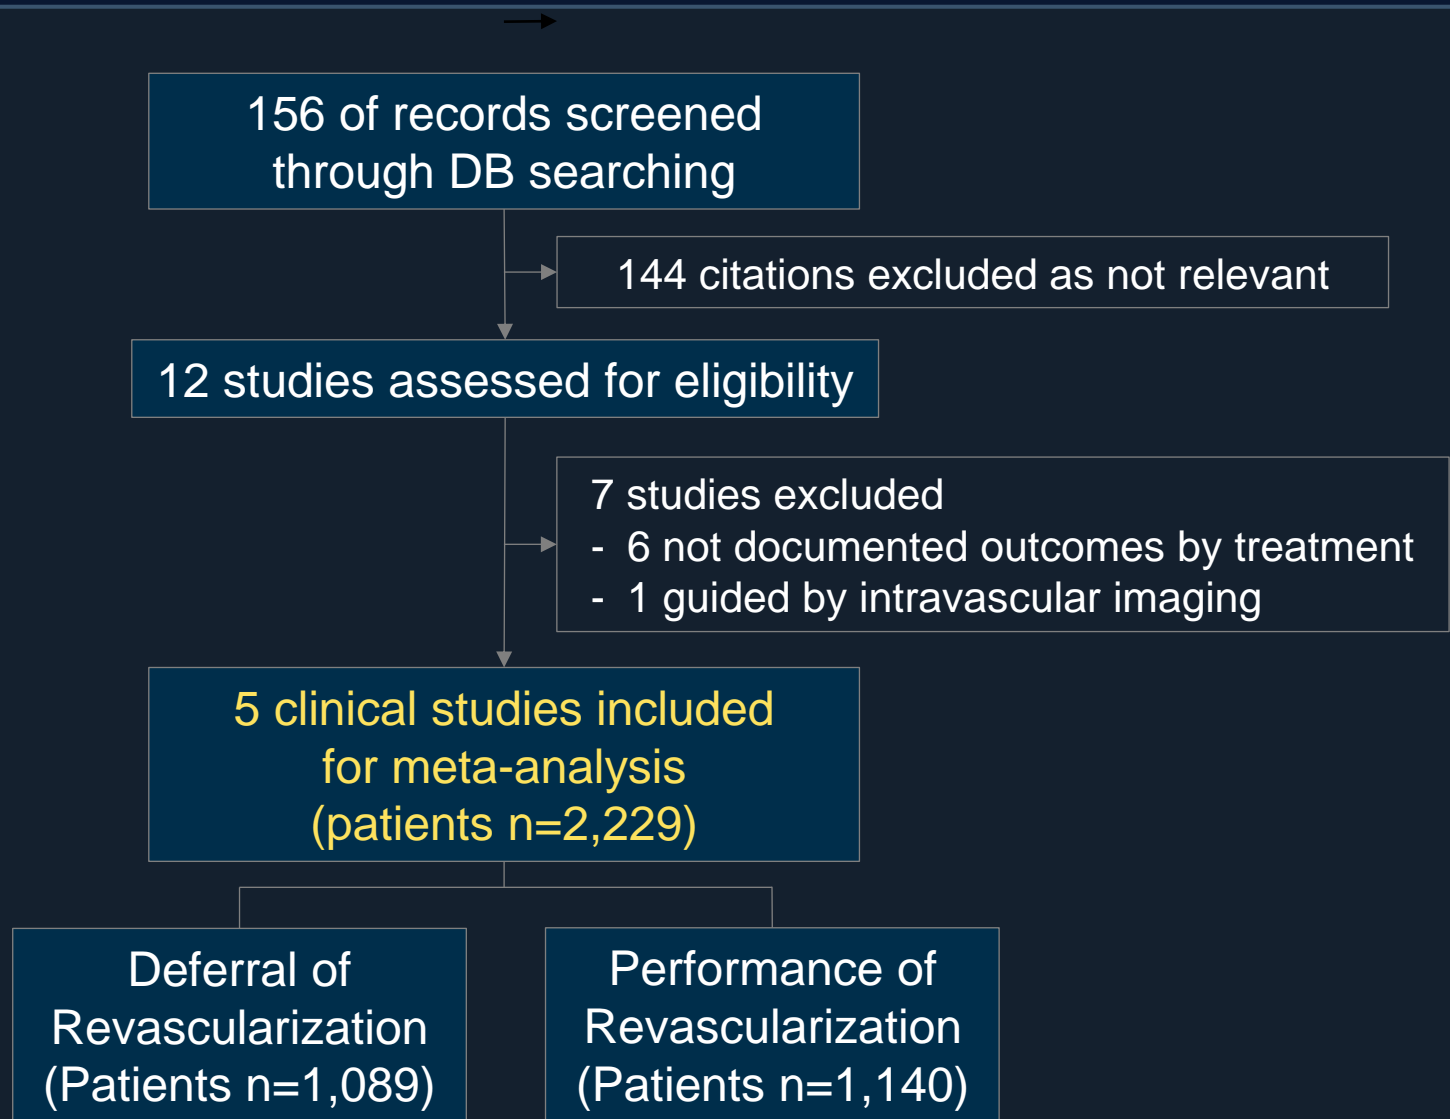 156 of records screened
through DB searching
144 citations excluded as not relevant
12 studies assessed for eligibility
7 studies excluded
- 6 not documented outcomes by treatment
- 1 guided by intravascular imaging
5 clinical studies included
for meta-analysis
(patients n=2,229)
Deferral of
Revascularization
(Patients n=1,089)
Performance of
Revascularization
(Patients n=1,140)